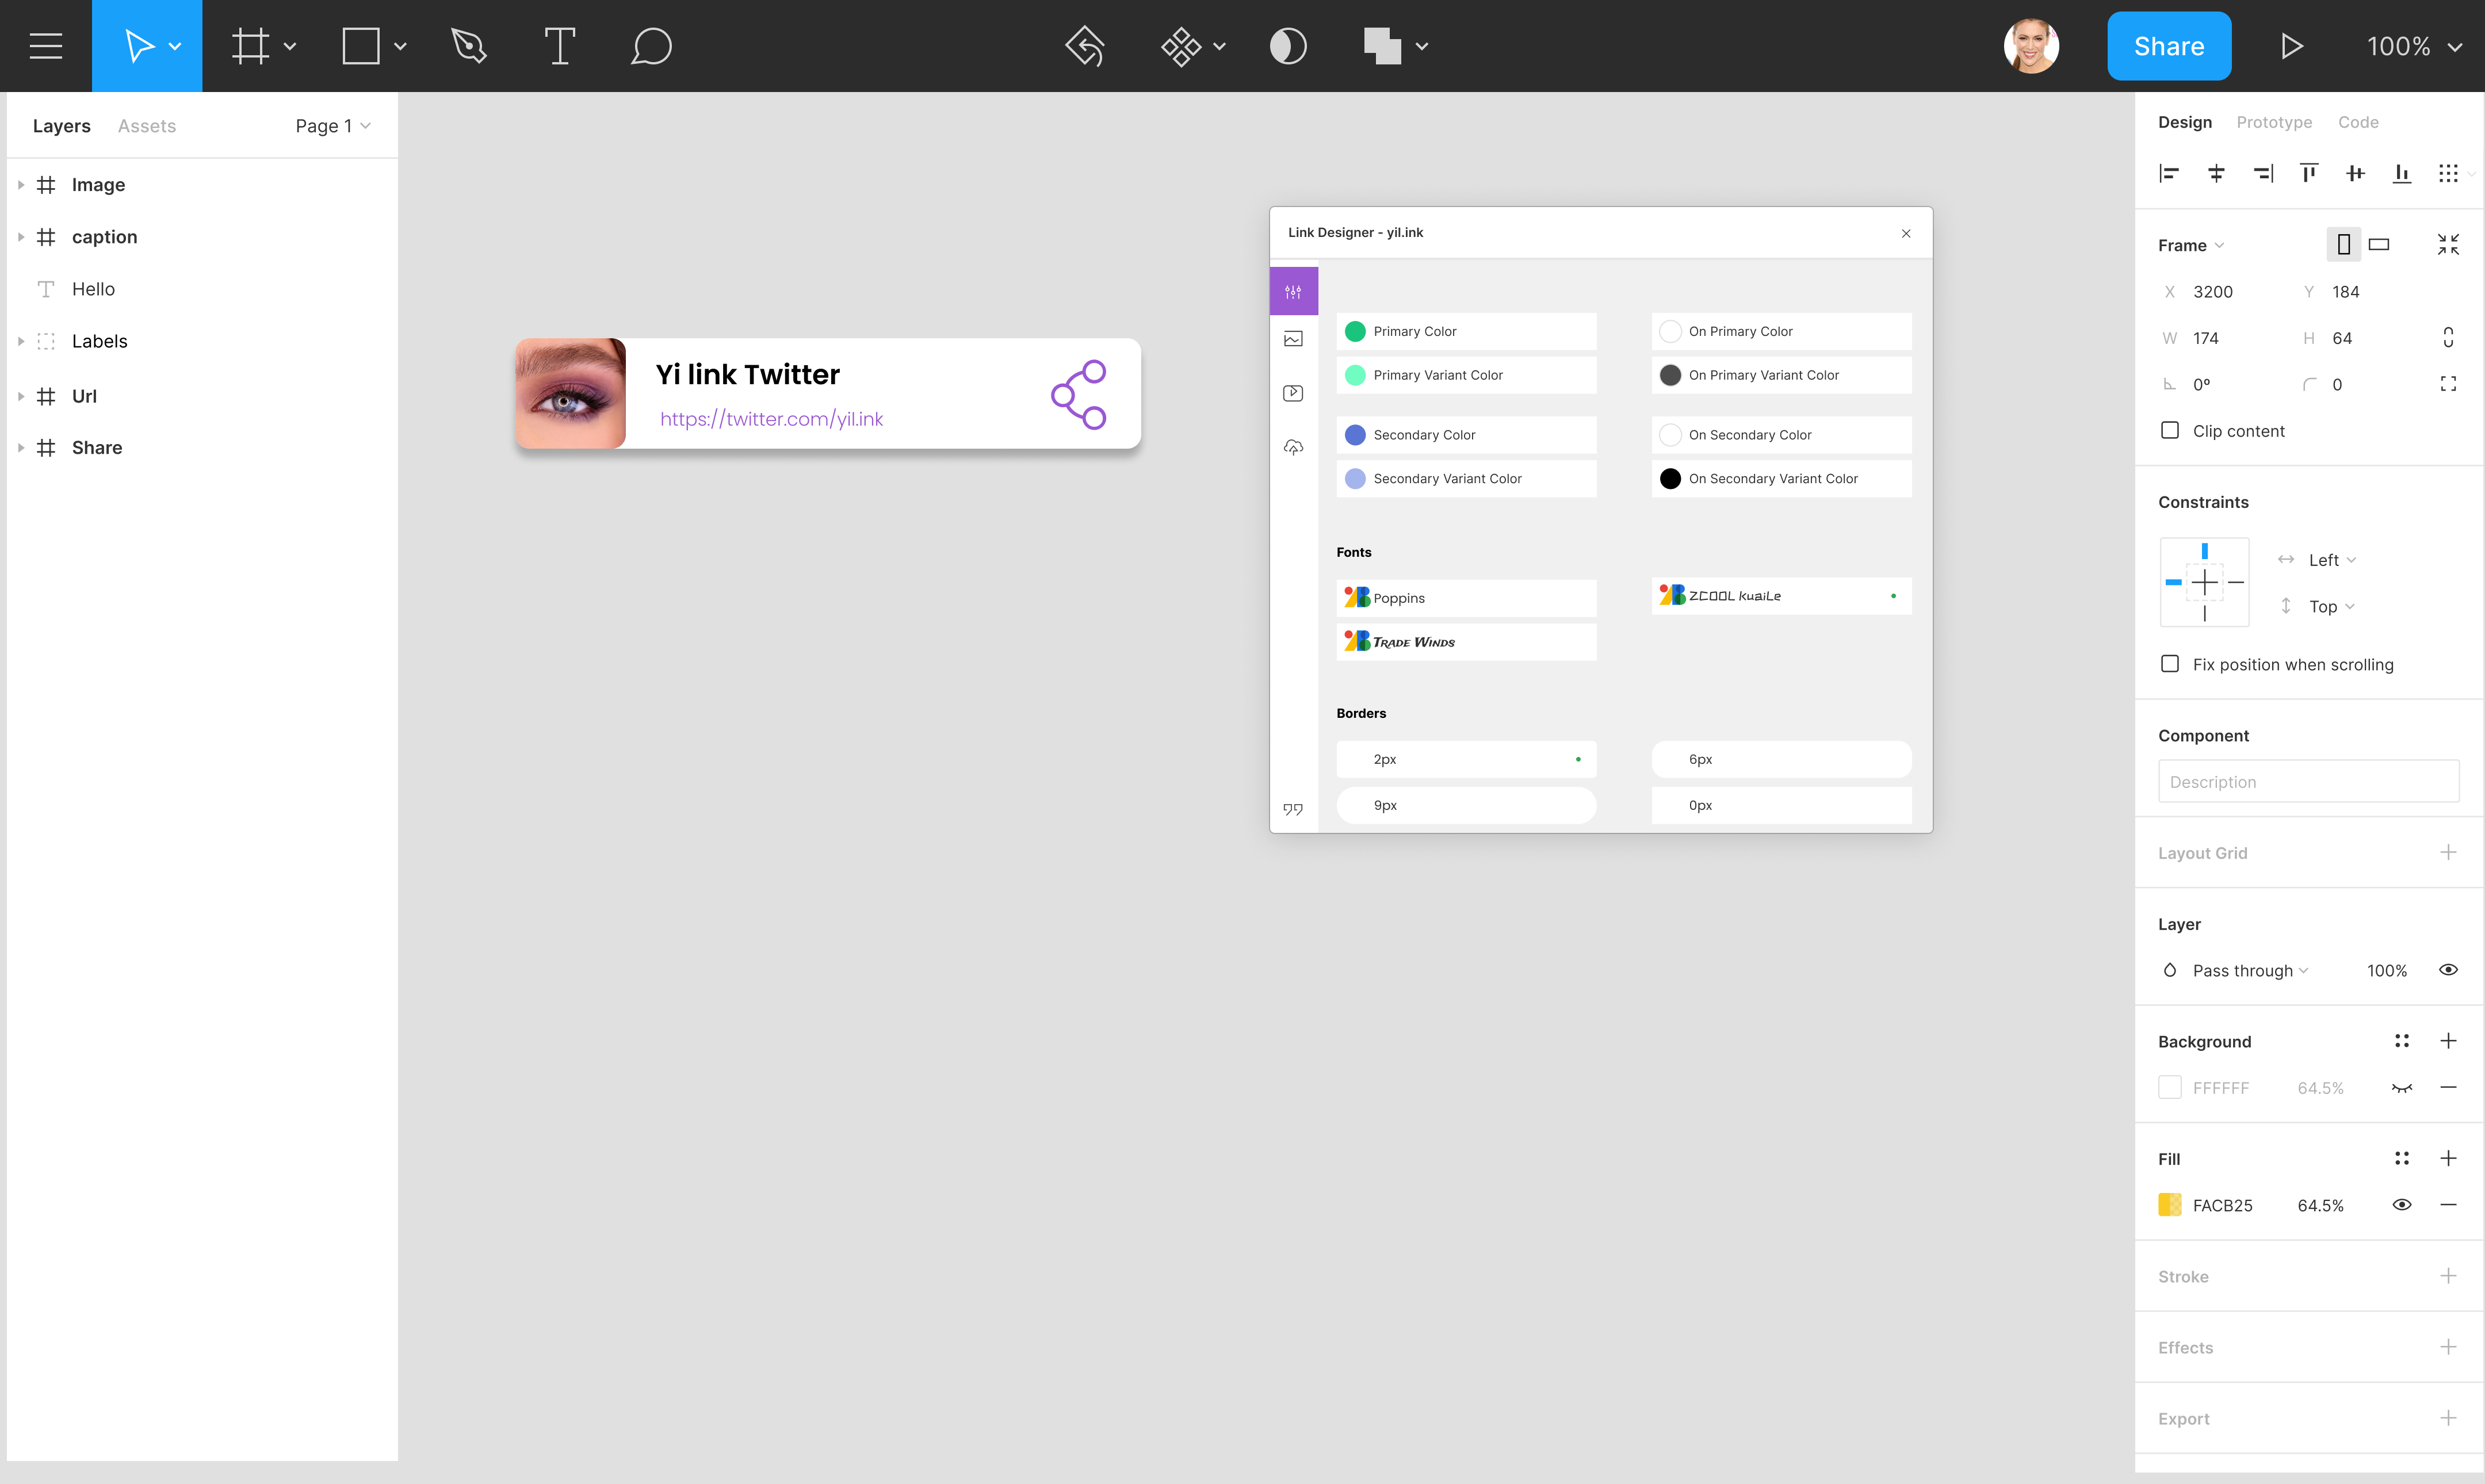 Share
100%
Layers
Assets
Page 1
Image
caption
Hello
Labels
Url
Share
Yi link Twitter
https://twitter.com/yil.ink
Link Designer - yil.ink
Primary Color
On Primary Color
Primary Variant Color
On Primary Variant Color
Secondary Color
On Secondary Color
Secondary Variant Color
On Secondary Variant Color
Fonts
Poppins
ZCOOL KuaiLe
Trade Winds
Borders
2px
6px
9px
0px
Design
Prototype
Code
Frame
X 3200
Y 184
W 174
H 64
0º
0
Clip content
Constraints
Left
Top
Fix position when scrolling
Component
Description
Layout Grid
Layer
Pass through
100%
Background
FFFFFF
64.5%
Fill
FACB25
64.5%
Stroke
Effects
Export